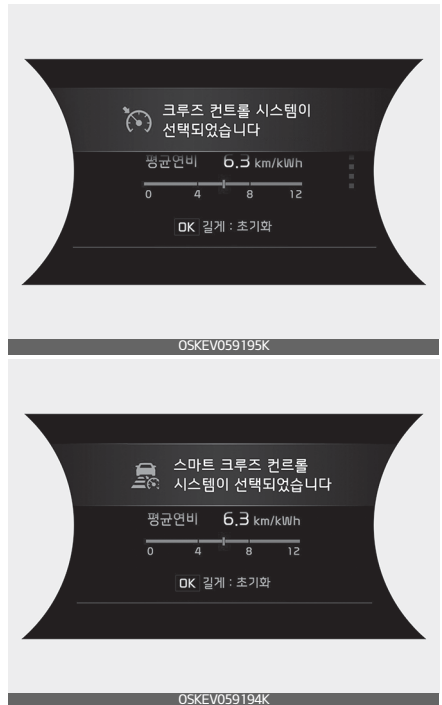 크루즈 컨트롤 시스템이
선택되었습니다
평균연비 6.3 km/kWh
0 4 8 12
OK 길게 : 초기화
OSKEV059195K
스마트 크루즈 컨르롤
시스템이 선택되었습니다
평균연비 6.3 km/kWh
0 4 8 12
OK 길게 : 초기화
OSKEV059194K